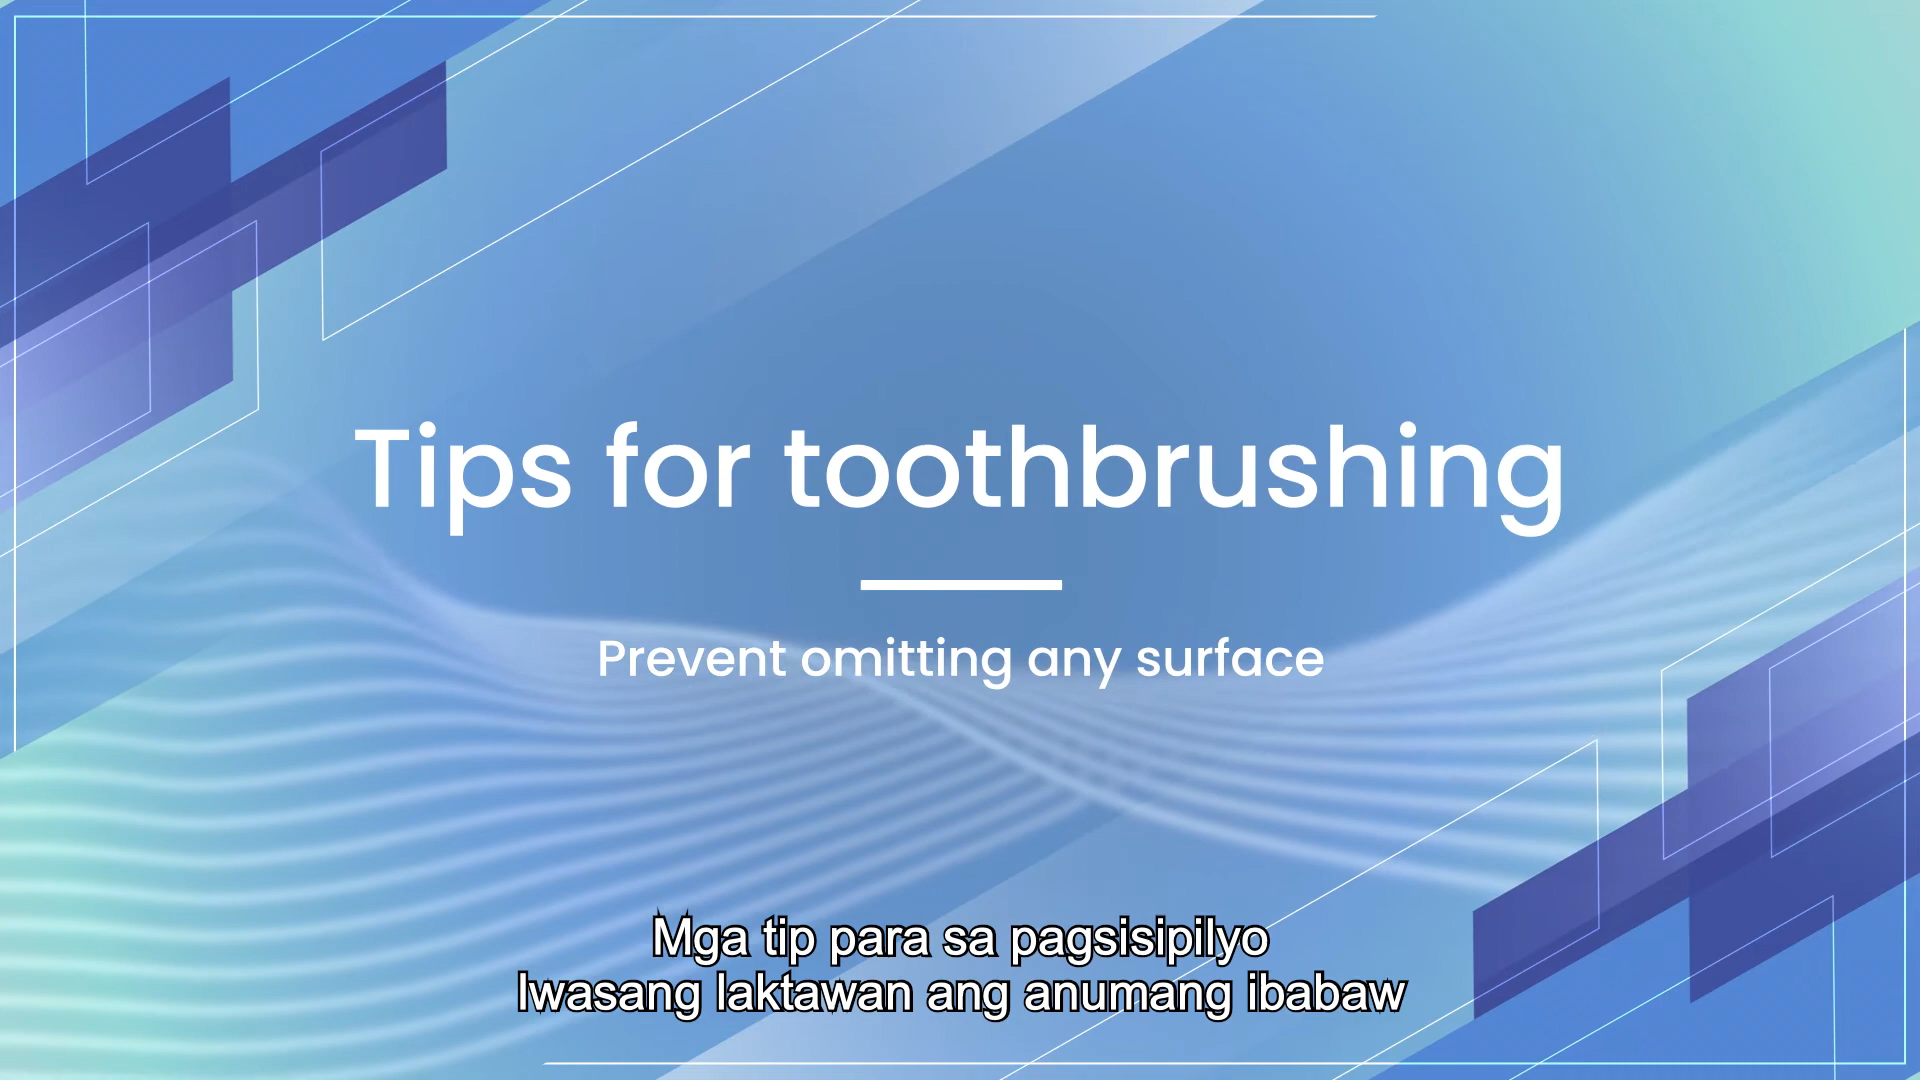 Tips for toothbrushing
Prevent omitting any surface
Mga tip para sa pagsisipilyo
Iwasang laktawan ang anumang ibabaw